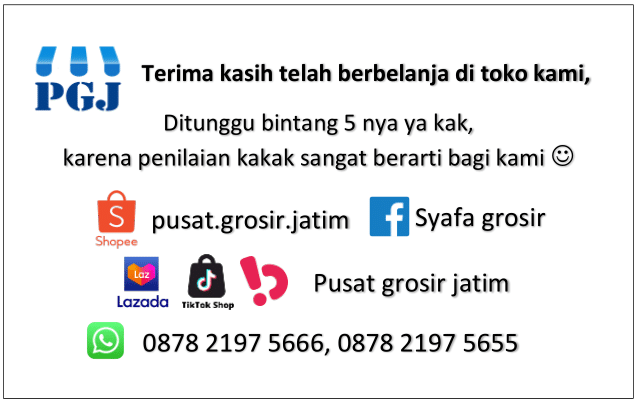 PGJ
Terima kasih telah berbelanja di toko kami,
Ditunggu bintang 5 nya ya kak,
karena penilaian kakak sangat berarti bagi kami ☺
Shopee
pusat.grosir.jatim
Syafa grosir
Laz
Lazada
TikTok Shop
Pusat grosir jatim
0878 2197 5666, 0878 2197 5655